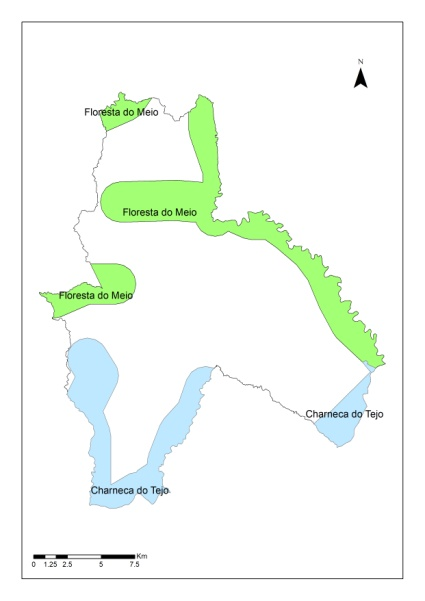 N
Floresta do Meio
Floresta do Meio
Floresta do Meio
Charneca do Tejo
Charneca do Tejo
Km
0 1.25 2.5 5 7.5